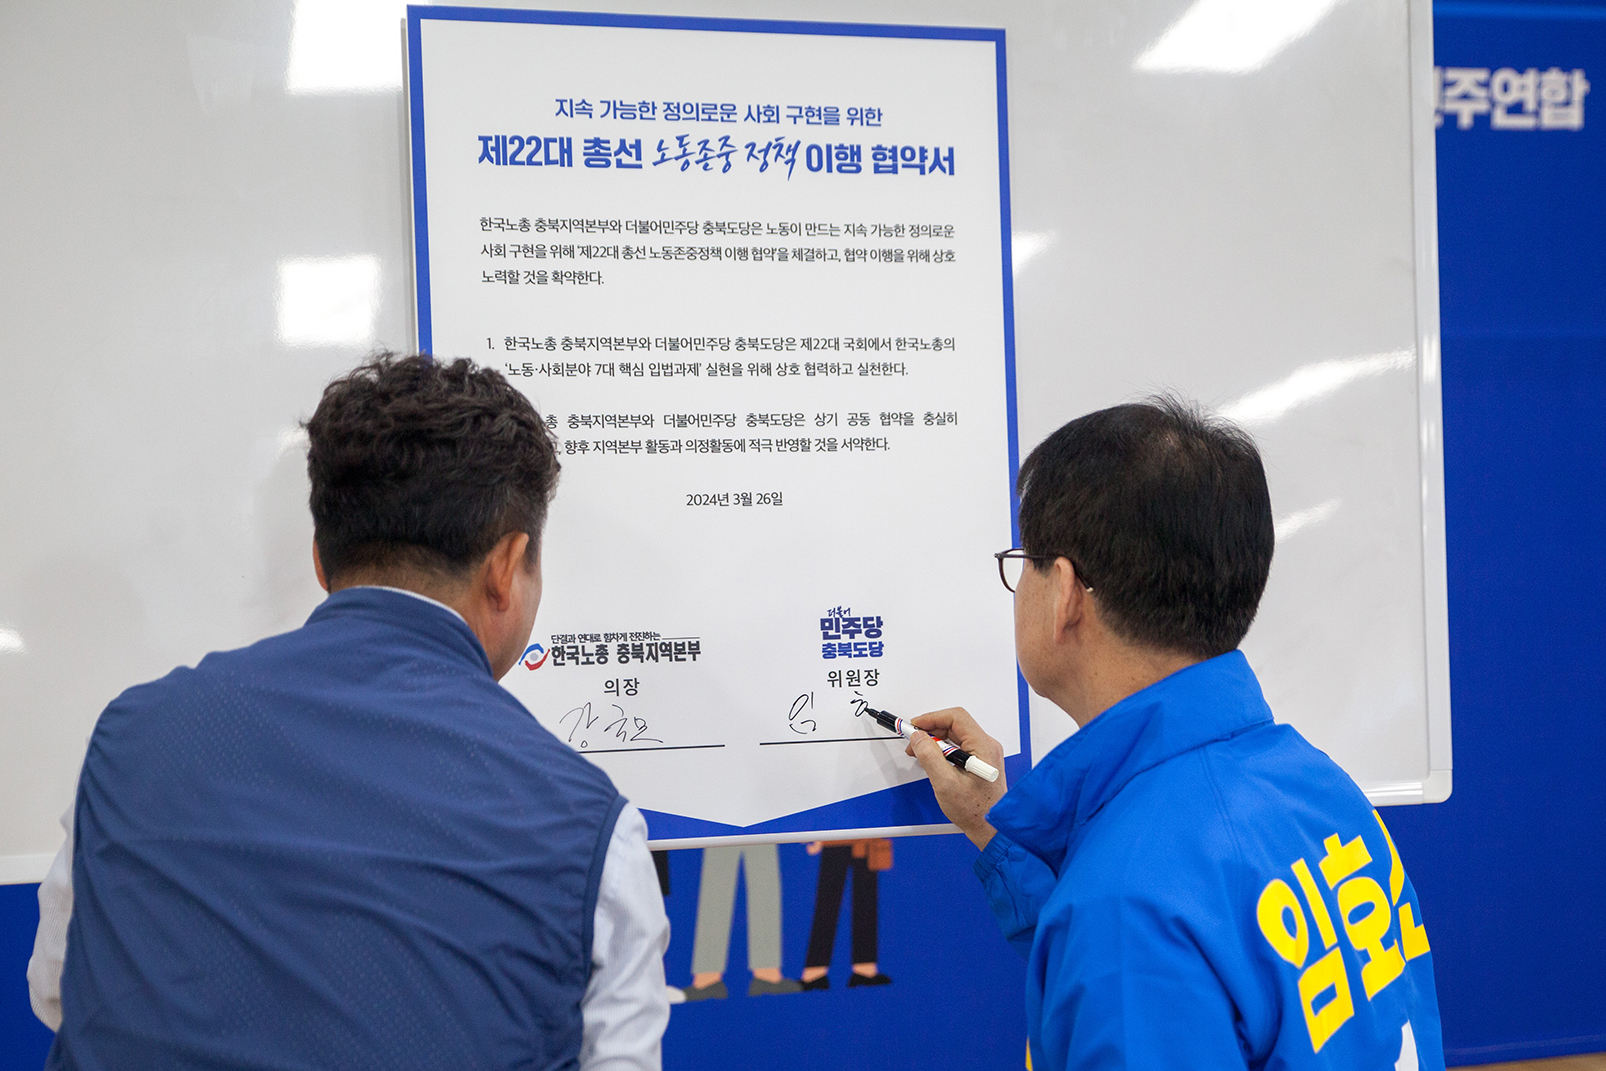 지속 가능한 정의로운 사회 구현을 위한
제22대 총선 노동존중 정책 이행 협약서
한국노총 충북지역본부와 더불어민주당 충북도당은 노동이 만드는 지속 가능한 정의로운
사회 구현을 위해 '제22대 총선 노동존중정책 이행 협약'을 체결하고, 협약 이행을 위해 상호
노력할 것을 확약한다.
1. 한국노총 충북지역본부와 더불어민주당 충북도당은 제22대 국회에서 한국노총의
'노동·사회분야 7대 핵심 입법과제' 실현을 위해 상호 협력하고 실천한다.
총 충북지역본부와 더불어민주당 충북도당은 상기 공동 협약을 충실히
, 향후 지역본부 활동과 의정활동에 적극 반영할 것을 서약한다.
2024년 3월 26일
단결과 연대로 힘차게 전진하는
한국노총 충북지역본부
의장
더불어
민주당
충북도당
위원장
임 호
주연합
임호선